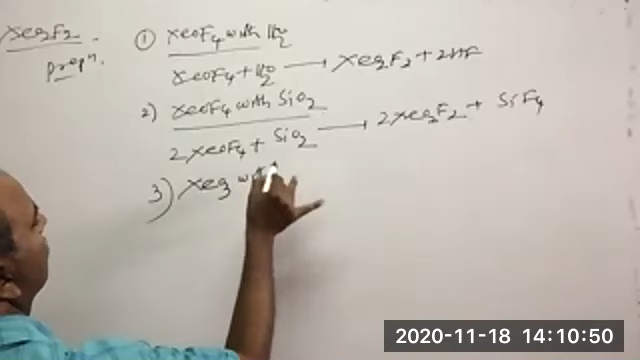 XeO₂F₂
Prepⁿ.
① XeOF₄ with H₂O
XeOF₄ + H₂O → XeO₂F₂ + 2HF
2) XeOF₄ with SiO₂
2XeOF₄ + SiO₂ → 2XeO₂F₂ + SiF₄
3) XeO₃ with
2020-11-18 14:10:50